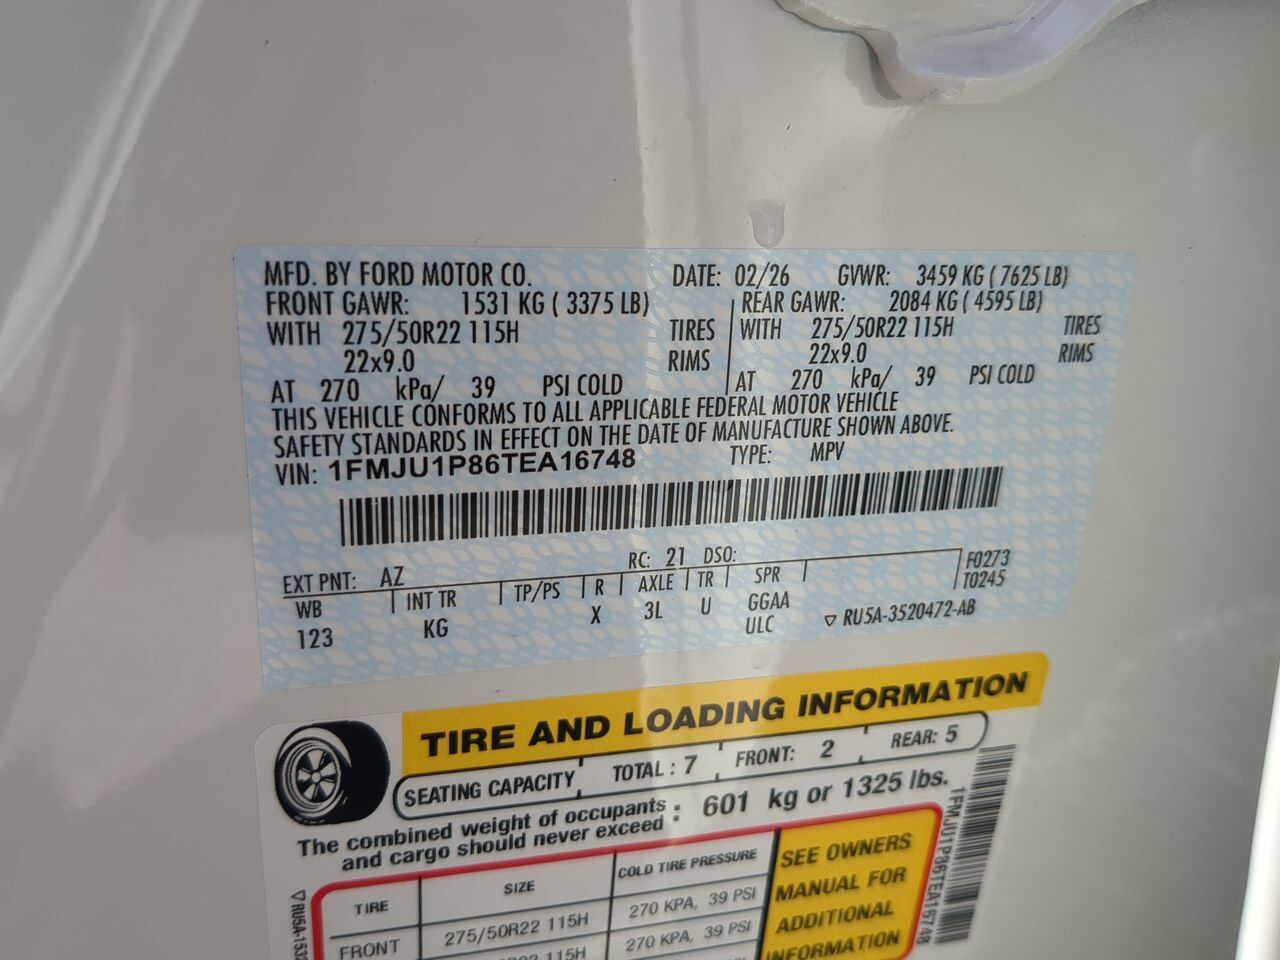 MFD. BY FORD MOTOR CO. DATE: 02/26 GVWR: 3459 KG ( 7625 LB)
FRONT GAWR: 1531 KG ( 3375 LB) REAR GAWR: 2084 KG ( 4595 LB)
WITH 275/50R22 115H TIRES WITH 275/50R22 115H TIRES
22x9.0 RIMS 22x9.0 RIMS
AT 270 kPa/ 39 PSI COLD AT 270 kPa/ 39 PSI COLD
THIS VEHICLE CONFORMS TO ALL APPLICABLE FEDERAL MOTOR VEHICLE
SAFETY STANDARDS IN EFFECT ON THE DATE OF MANUFACTURE SHOWN ABOVE.
VIN: 1FMJU1P86TEA16748 TYPE: MPV
EXT PNT: AZ RC: 21 DSO: F0273
WB INT TR TP/PS R AXLE TR SPR T0245
123 KG X 3L U GGAA
ULC ▽ RU5A-3520472-AB
TIRE AND LOADING INFORMATION
SEATING CAPACITY TOTAL : 7 FRONT: 2 REAR: 5
The combined weight of occupants
and cargo should never exceed : 601 kg or 1325 lbs.
TIRE SIZE COLD TIRE PRESSURE
FRONT 275/50R22 115H 270 KPA, 39 PSI
115H 270 KPA, 39 PSI
SEE OWNERS
MANUAL FOR
ADDITIONAL
INFORMATION
1FMJU1P86TEA16748